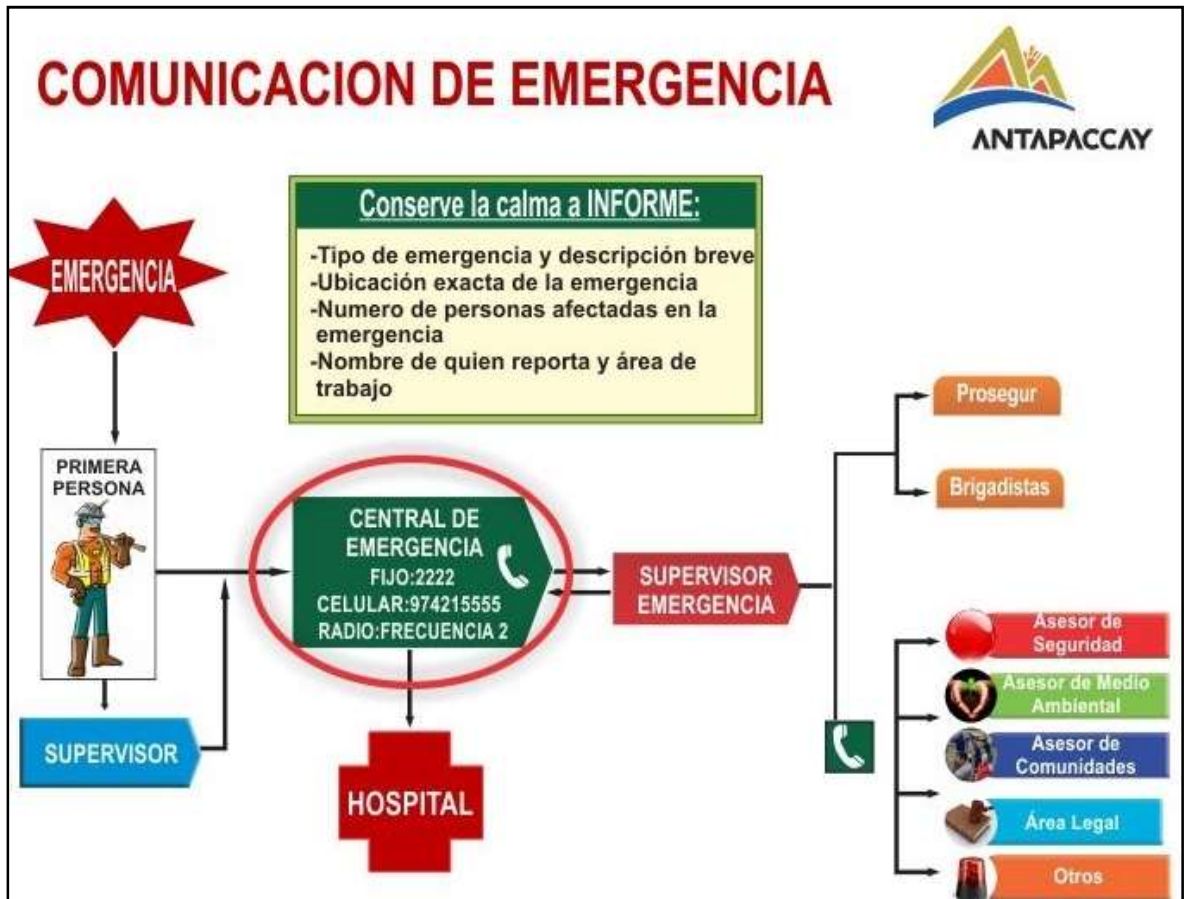 COMUNICACION DE EMERGENCIA
ANTAPACCAY
Conserve la calma a INFORME:
-Tipo de emergencia y descripción breve
-Ubicación exacta de la emergencia
-Numero de personas afectadas en la
emergencia
-Nombre de quien reporta y área de
trabajo
EMERGENCIA
PRIMERA
PERSONA
SUPERVISOR
CENTRAL DE
EMERGENCIA
FIJO:2222
CELULAR:974215555
RADIO:FRECUENCIA 2
HOSPITAL
SUPERVISOR
EMERGENCIA
Prosegur
Brigadistas
Asesor de
Seguridad
Asesor de Medio
Ambiental
Asesor de
Comunidades
Área Legal
Otros